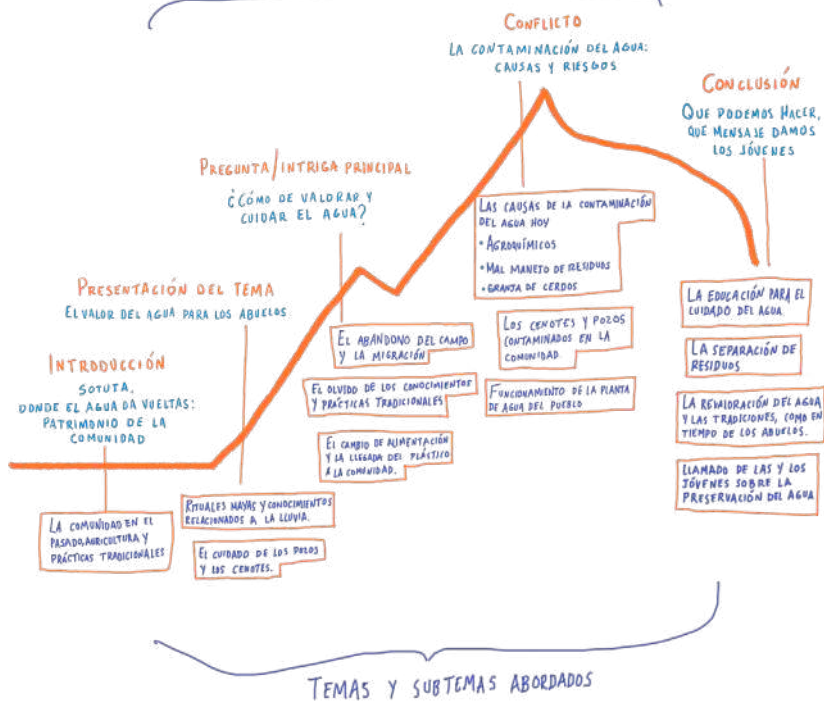 CONFLICTO
LA CONTAMINACIÓN DEL AGUA:
CAUSAS Y RIESGOS
CONCLUSIÓN
QUE PODEMOS HACER,
QUE MENSAJE DAMOS
LOS JÓVENES
PREGUNTA/INTRIGA PRINCIPAL
¿CÓMO DE VALORAR Y
CUIDAR EL AGUA?
LAS CAUSAS DE LA CONTAMINACIÓN
DEL AGUA HOY
• AGROQUÍMICOS
• MAL MANETO DE RESIDUOS
• GRANJA DE CERDOS
PRESENTACIÓN DEL TEMA
EL VALOR DEL AGUA PARA LOS ABUELOS
LA EDUCACIÓN PARA EL
CUIDADO DEL AGUA.
EL ABANDONO DEL CAMPO
Y LA MIGRACIÓN
LOS CENOTES Y POZOS
CONTAMINADOS EN LA
COMUNIDAD.
LA SEPARACIÓN DE
RESIDUOS
INTRODUCCIÓN
SOTUTA,
DONDE EL AGUA DA VUELTAS:
PATRIMONIO DE LA
COMUNIDAD
EL OLVIDO DE LOS CONOCIMIENTOS
Y PRÁCTICAS TRADICIONALES
FUNCIONAMIENTO DE LA PLANTA
DE AGUA DEL PUEBLO
LA REVALORACIÓN DEL AGUA
Y LAS TRADICIONES, COMO EN
TIEMPO DE LOS ABUELOS.
EL CAMBIO DE ALIMENTACIÓN
Y LA LLEGADA DEL PLÁSTICO
A LA COMUNIDAD.
LLAMADO DE LAS Y LOS
JÓVENES SOBRE LA
PRESERVACIÓN DEL AGUA
RITUALES MAYAS Y CONOCIMIENTOS
RELACIONADOS A LA LLUVIA.
LA COMUNIDAD EN EL
PASADO, AGRICULTURA Y
PRÁCTICAS TRADICIONALES
EL CUIDADO DE LOS POZOS
Y LOS CENOTES.
TEMAS Y SUBTEMAS ABORDADOS